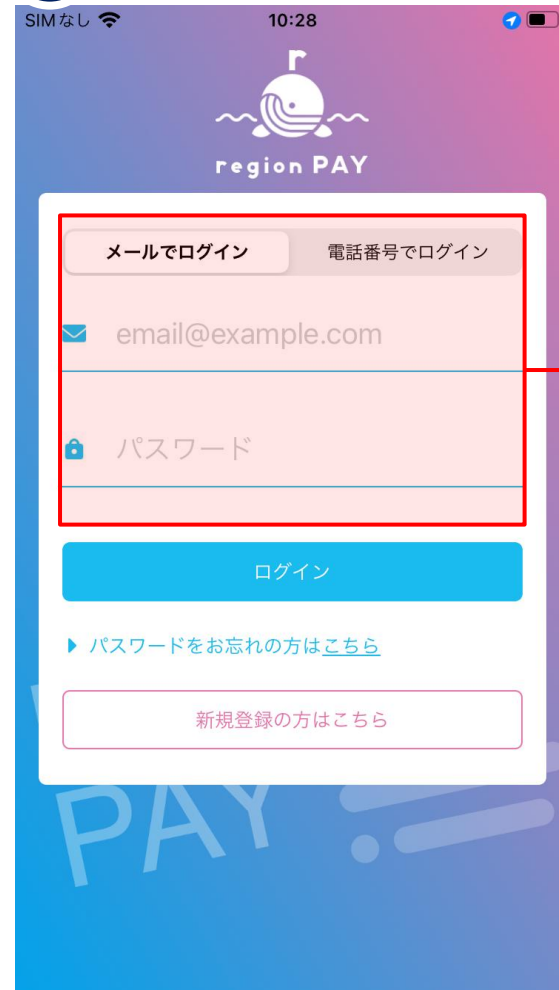 SIMなし
10:28
r
region PAY
メールでログイン
電話番号でログイン
email@example.com
パスワード
ログイン
パスワードをお忘れの方はこちら
新規登録の方はこちら
PAY